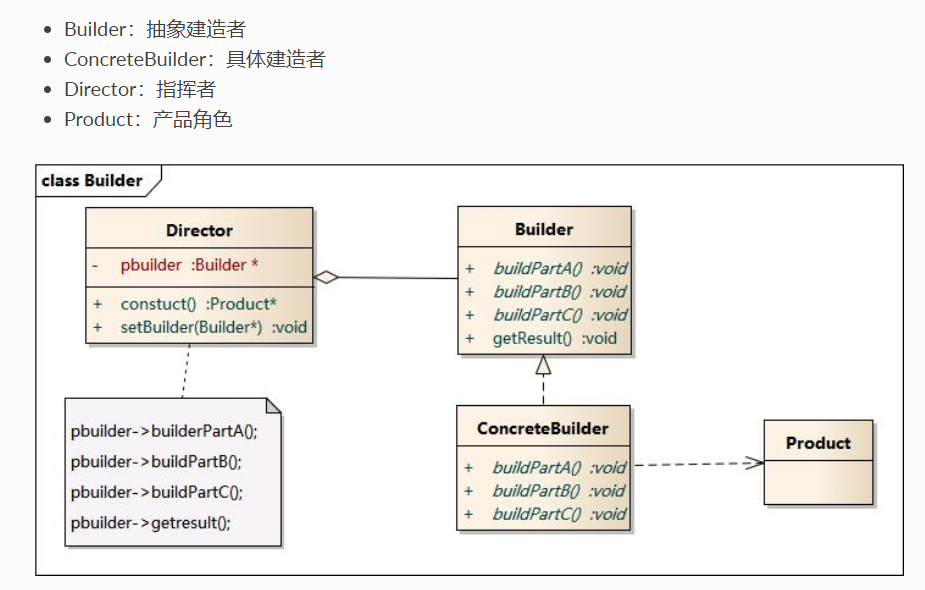 Builder：抽象建造者
ConcreteBuilder：具体建造者
Director：指挥者
Product：产品角色
class Builder
Director
- pbuilder :Builder *
+ constuct() :Product*
+ setBuilder(Builder*) :void
Builder
+ buildPartA() :void
+ buildPartB() :void
+ buildPartC() :void
+ getResult() :void
pbuilder->builderPartA();
pbuilder->buildPartB();
pbuilder->buildPartC();
pbuilder->getresult();
ConcreteBuilder
+ buildPartA() :void
+ buildPartB() :void
+ buildPartC() :void
Product